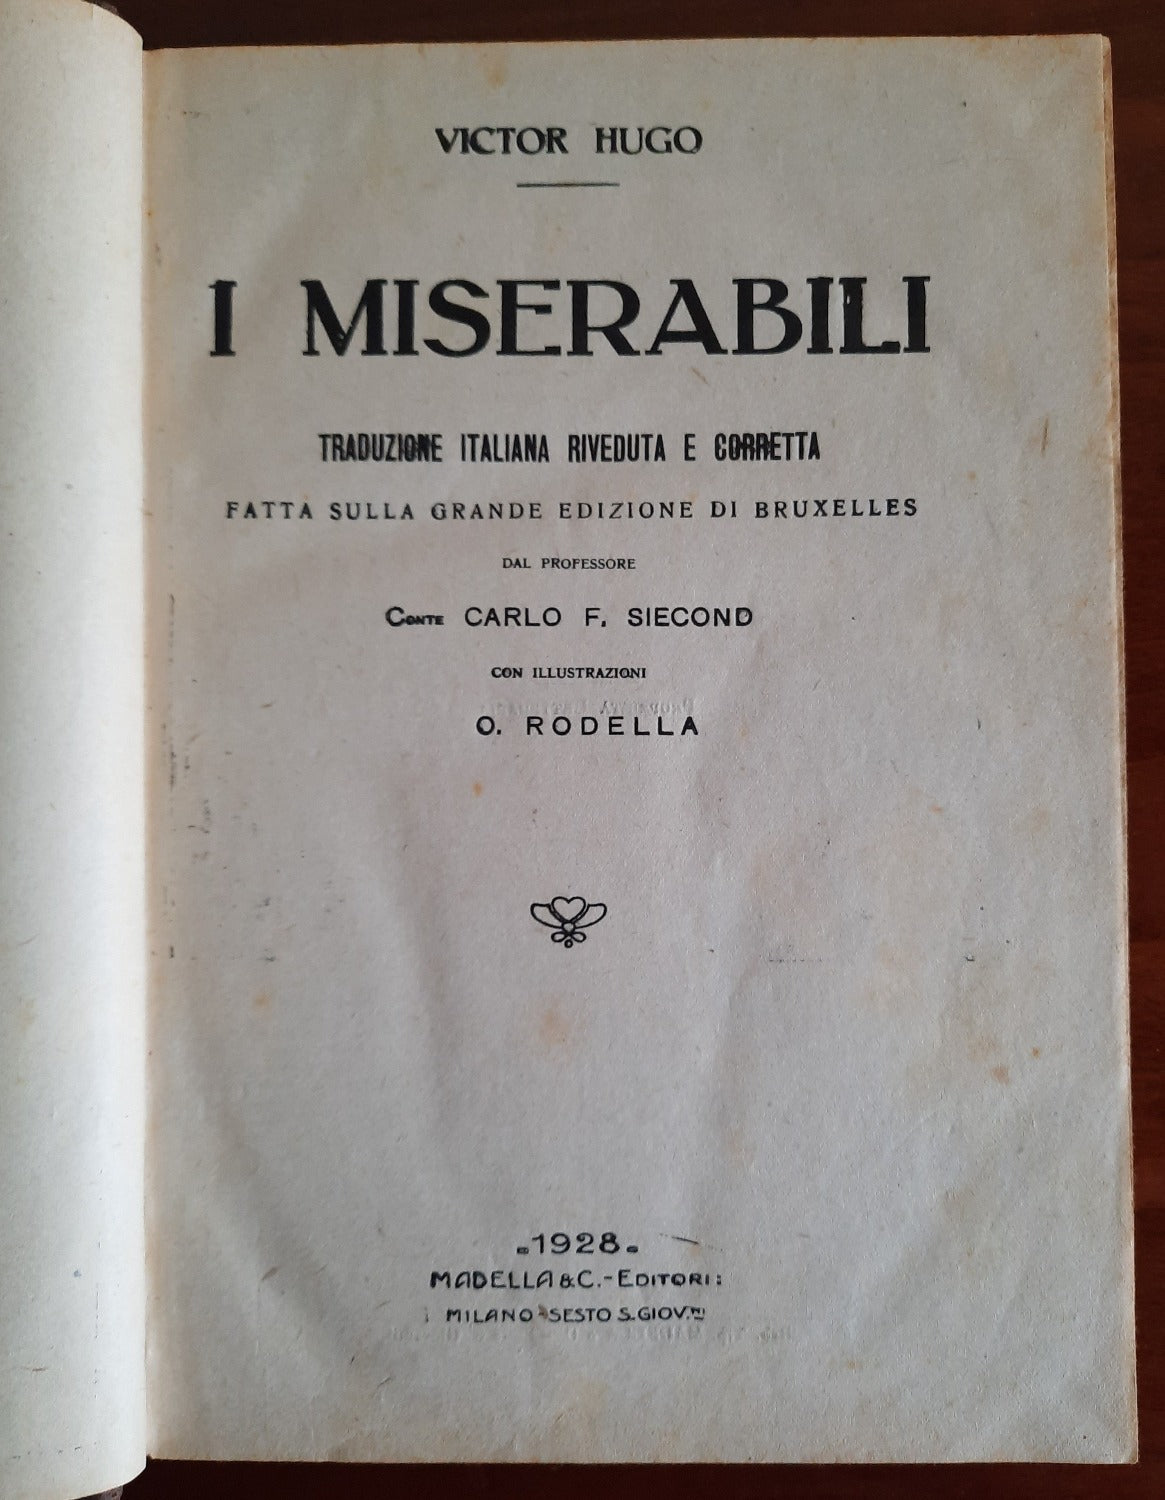 VICTOR HUGO
I MISERABILI
TRADUZIONE ITALIANA RIVEDUTA E CORRETTA
FATTA SULLA GRANDE EDIZIONE DI BRUXELLES
DAL PROFESSORE
CONTE CARLO F. SIECOND
CON ILLUSTRAZIONI
O. RODELLA
1928
MADELLA & C. - EDITORI:
MILANO - SESTO S. GIOV.NI